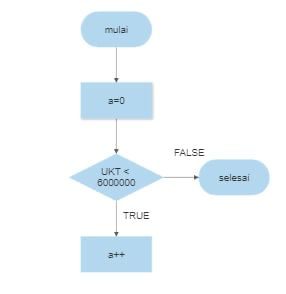 mulai
a=0
UKT <
6000000
FALSE
selesai
TRUE
a++